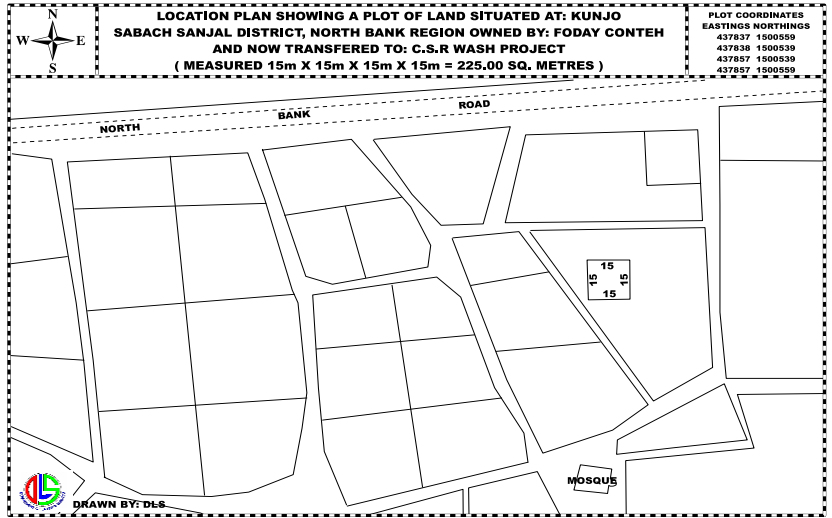 N
W E
S
LOCATION PLAN SHOWING A PLOT OF LAND SITUATED AT: KUNJO
SABACH SANJAL DISTRICT, NORTH BANK REGION OWNED BY: FODAY CONTEH
AND NOW TRANSFERED TO: C.S.R WASH PROJECT
( MEASURED 15m X 15m X 15m X 15m = 225.00 SQ. METRES )
PLOT COORDINATES
EASTINGS NORTHINGS
437837 1500559
437838 1500539
437857 1500539
437857 1500559
NORTH BANK ROAD
15
15 15
15
MOSQUE
DLS
DRAWN BY: DLS